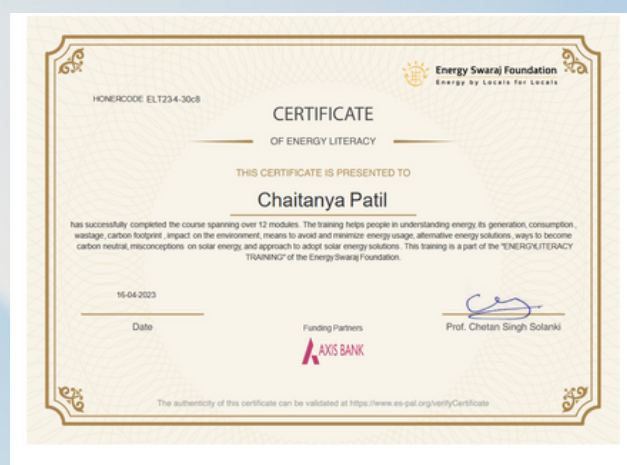 Energy Swaraj Foundation
Energy by Locals for Locals
HONERCODE ELT234-30c8
CERTIFICATE
OF ENERGY LITERACY
THIS CERTIFICATE IS PRESENTED TO
Chaitanya Patil
has successfully completed the course spanning over 12 modules. The training helps people in understanding energy, its generation, consumption,
wastage, carbon footprint, impact on the environment, means to avoid and minimize energy usage, alternative energy solutions, ways to become
carbon neutral, misconceptions on solar energy, and approach to adopt solar energy solutions. This training is a part of the "ENERGY LITERACY
TRAINING" of the Energy Swaraj Foundation.
16-04-2023
Date
Funding Partners
AXIS BANK
Prof. Chetan Singh Solanki
The authenticity of this certificate can be validated at https://www.es-pal.org/verifyCertificate